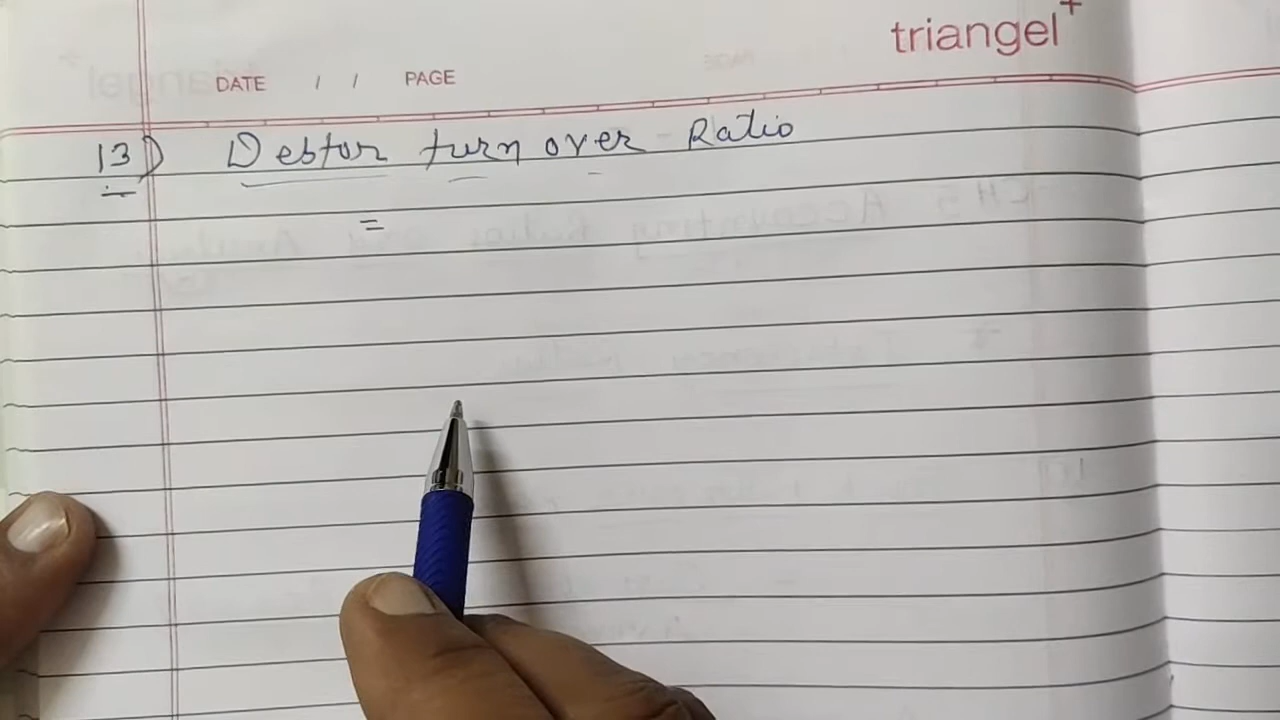 triangel+
DATE / / PAGE
13) Debtor turn over Ratio
=